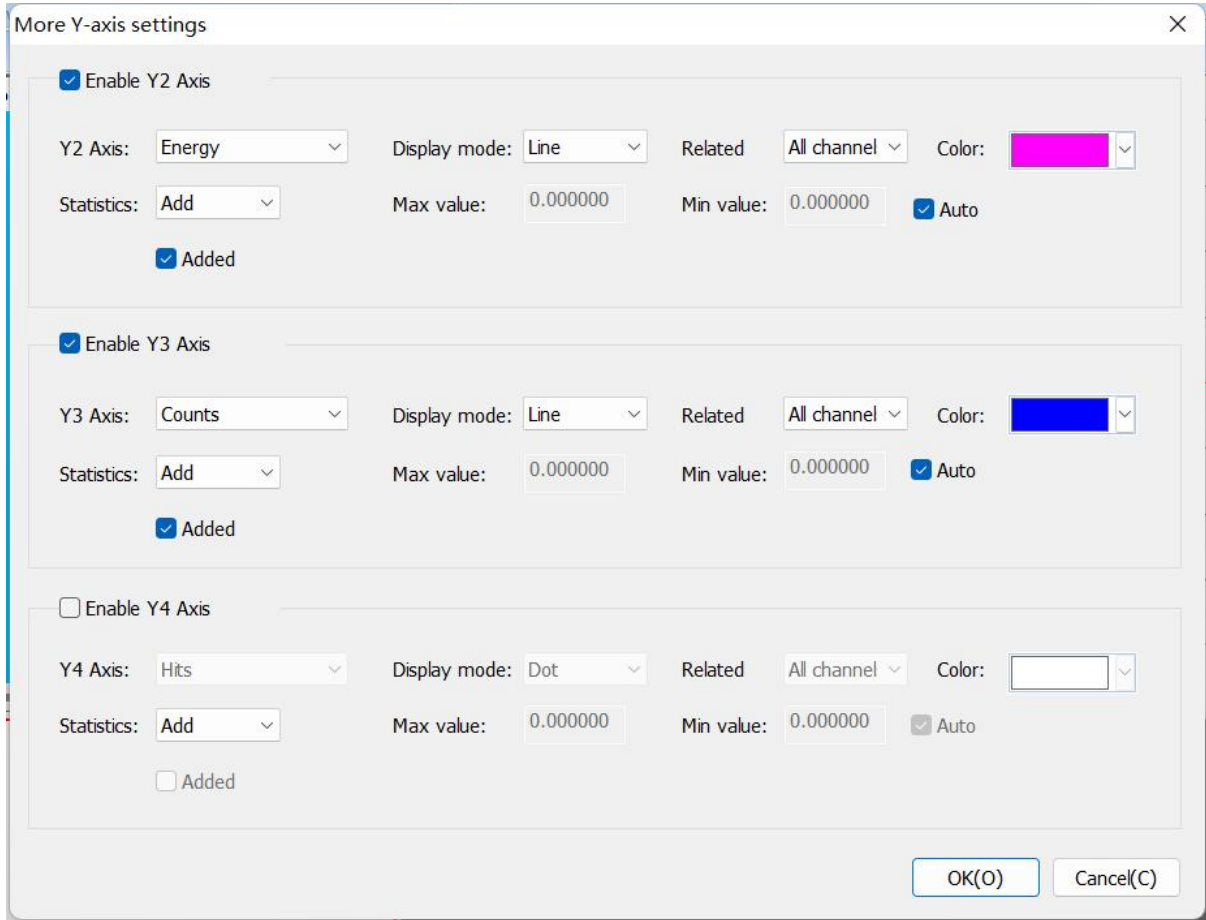 More Y-axis settings
Enable Y2 Axis
Y2 Axis: Energy Display mode: Line Related All channel Color:
Statistics: Add Max value: 0.000000 Min value: 0.000000 Auto
Added
Enable Y3 Axis
Y3 Axis: Counts Display mode: Line Related All channel Color:
Statistics: Add Max value: 0.000000 Min value: 0.000000 Auto
Added
Enable Y4 Axis
Y4 Axis: Hits Display mode: Dot Related All channel Color:
Statistics: Add Max value: 0.000000 Min value: 0.000000 Auto
Added
OK(O) Cancel(C)